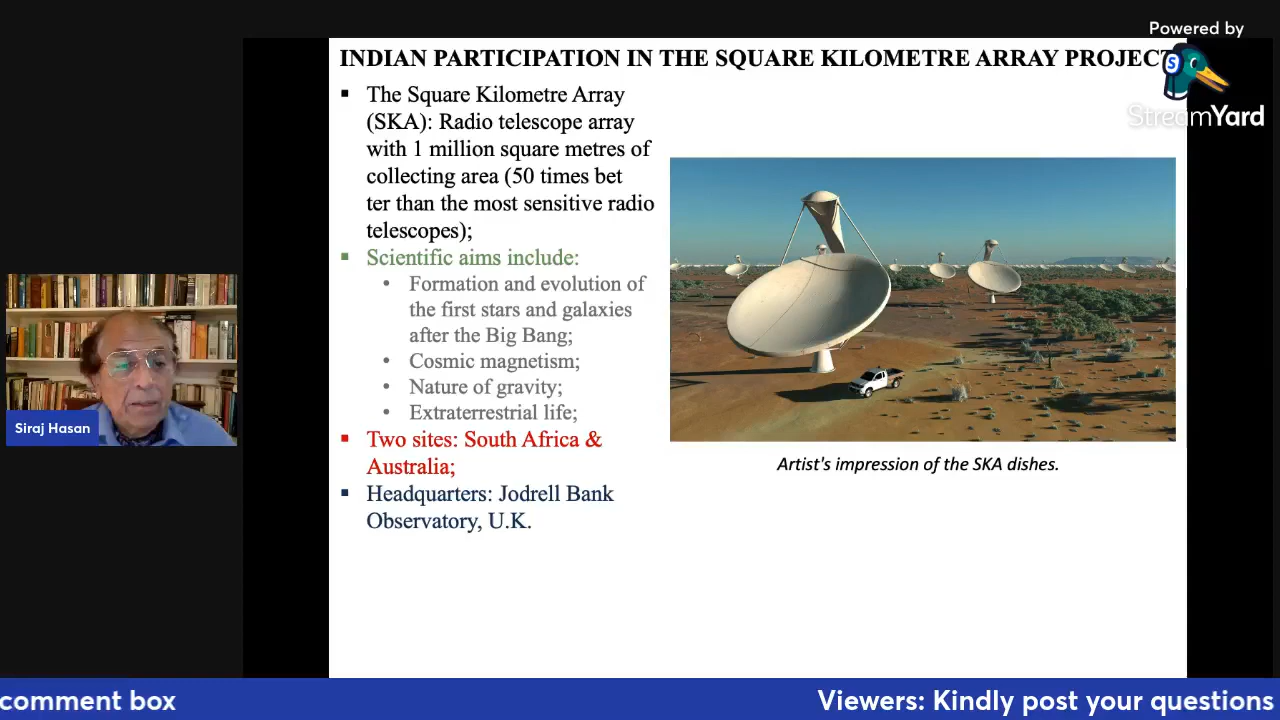 Powered by
StreamYard
INDIAN PARTICIPATION IN THE SQUARE KILOMETRE ARRAY PROJECT
▪ The Square Kilometre Array
(SKA): Radio telescope array
with 1 million square metres of
collecting area (50 times bet
ter than the most sensitive radio
telescopes);
▪ Scientific aims include:
• Formation and evolution of
the first stars and galaxies
after the Big Bang;
• Cosmic magnetism;
• Nature of gravity;
• Extraterrestrial life;
▪ Two sites: South Africa &
Australia;
▪ Headquarters: Jodrell Bank
Observatory, U.K.
Artist's impression of the SKA dishes.
Siraj Hasan
comment box
Viewers: Kindly post your questions